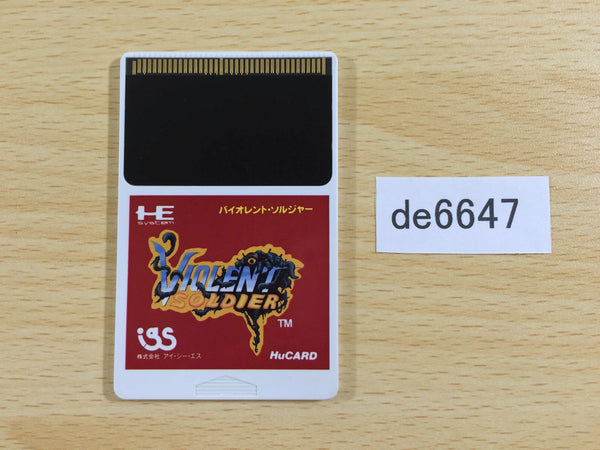 HE
system
バイオレント・ソルジャー
VIOLENT
SOLDIER
TM
igs
株式会社 アイ・ジー・エス
HuCARD
de6647